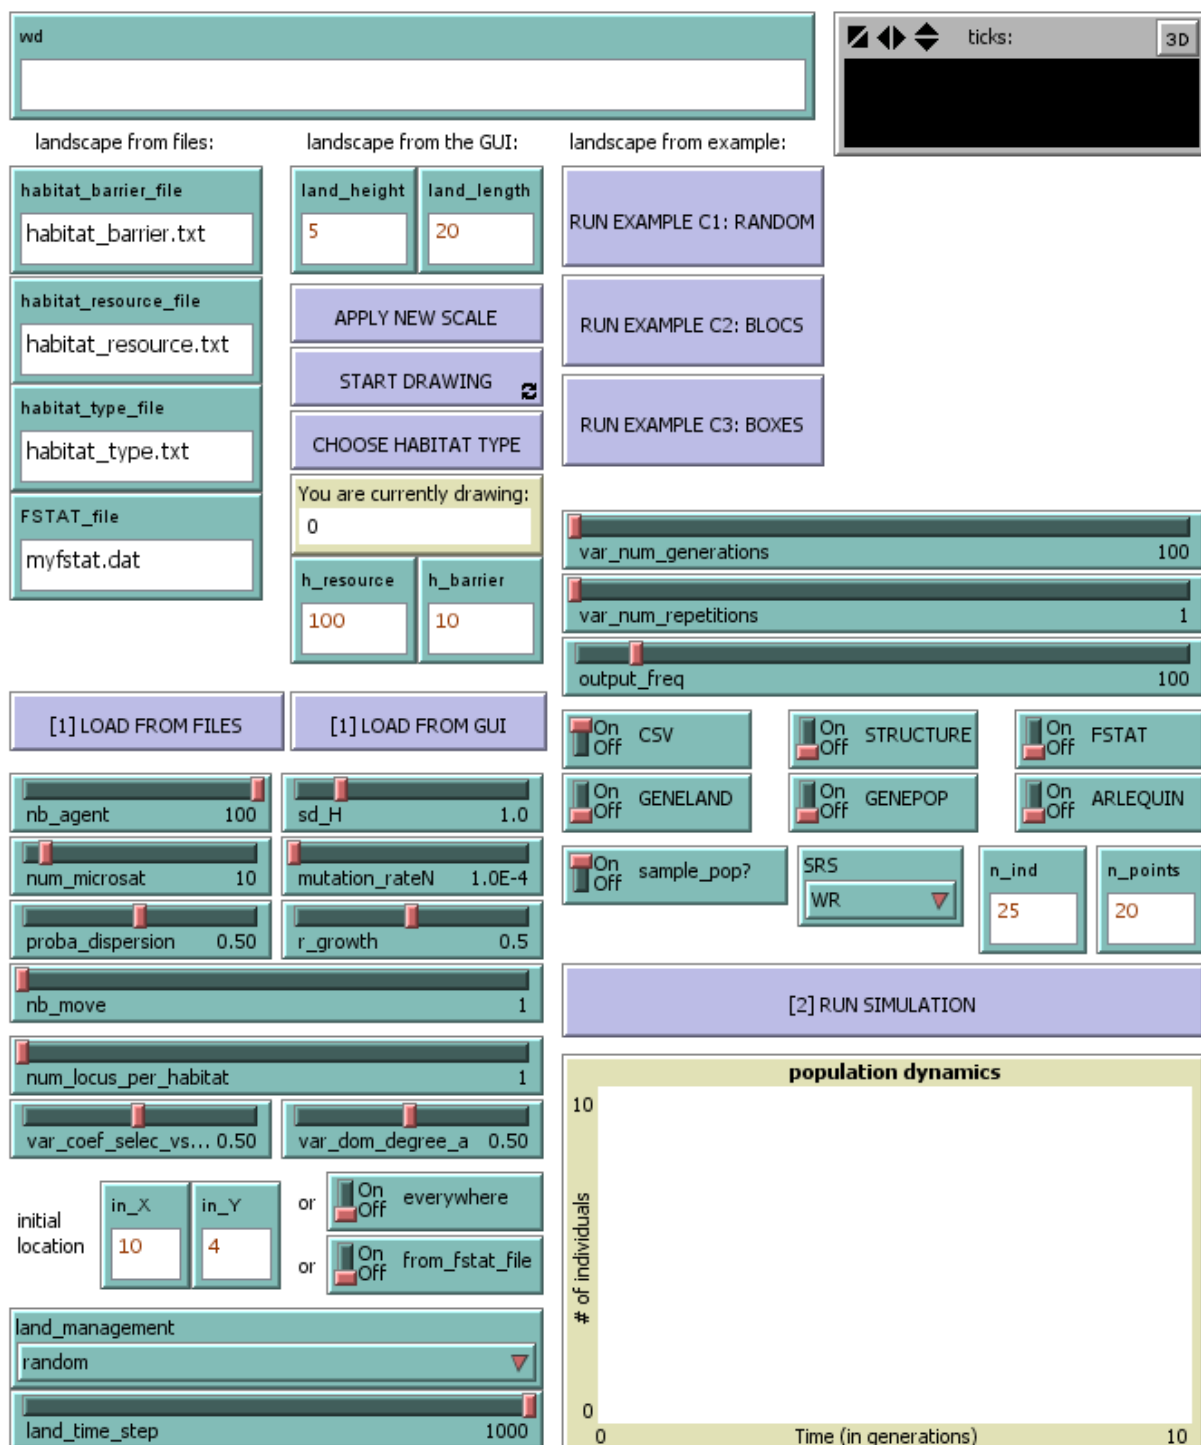 wd
ticks:
3D
landscape from files:
landscape from the GUI:
landscape from example:
habitat_barrier_file
habitat_barrier.txt
land_height
5
land_length
20
RUN EXAMPLE C1: RANDOM
habitat_resource_file
habitat_resource.txt
APPLY NEW SCALE
RUN EXAMPLE C2: BLOCS
START DRAWING
habitat_type_file
habitat_type.txt
CHOOSE HABITAT TYPE
RUN EXAMPLE C3: BOXES
You are currently drawing:
0
FSTAT_file
myfstat.dat
h_resource
100
h_barrier
10
var_num_generations 100
var_num_repetitions 1
output_freq 100
[1] LOAD FROM FILES
[1] LOAD FROM GUI
On
Off
CSV
On
Off
STRUCTURE
On
Off
FSTAT
nb_agent 100
sd_H 1.0
On
Off
GENELAND
On
Off
GENEPOP
On
Off
ARLEQUIN
num_microsat 10
mutation_rateN 1.0E-4
On
Off
sample_pop?
SRS
WR
n_ind
25
n_points
20
proba_dispersion 0.50
r_growth 0.5
nb_move 1
[2] RUN SIMULATION
num_locus_per_habitat 1
var_coef_selec_vs... 0.50
var_dom_degree_a 0.50
initial
location
in_X
10
in_Y
4
or
On
Off
everywhere
or
On
Off
from_fstat_file
land_management
random
land_time_step 1000
population dynamics
# of individuals
10
0
0
Time (in generations)
10